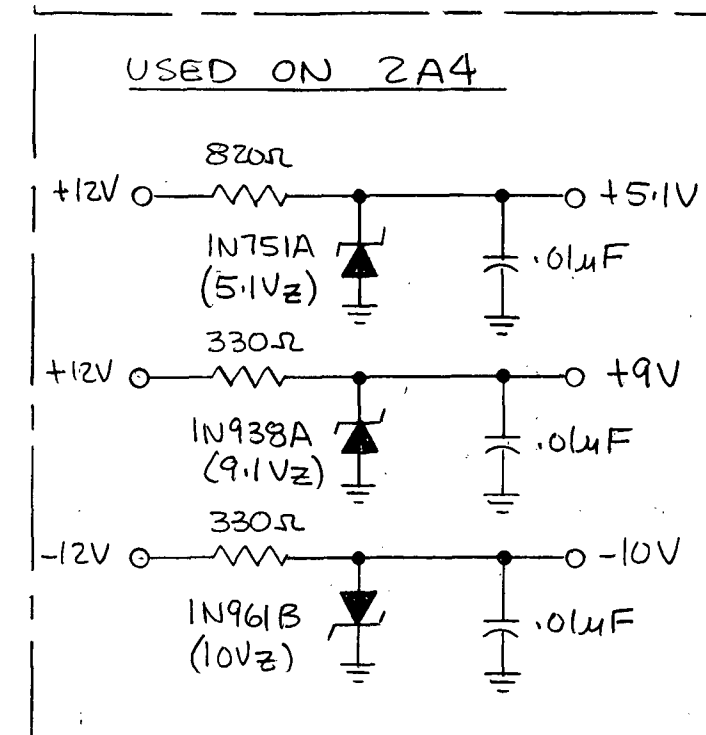 USED ON 2A4
820Ω
+12V
+5.1V
1N751A
(5.1Vz)
.01μF
330Ω
+12V
+9V
1N938A
(9.1Vz)
.01μF
330Ω
-12V
-10V
1N961B
(10Vz)
.01μF